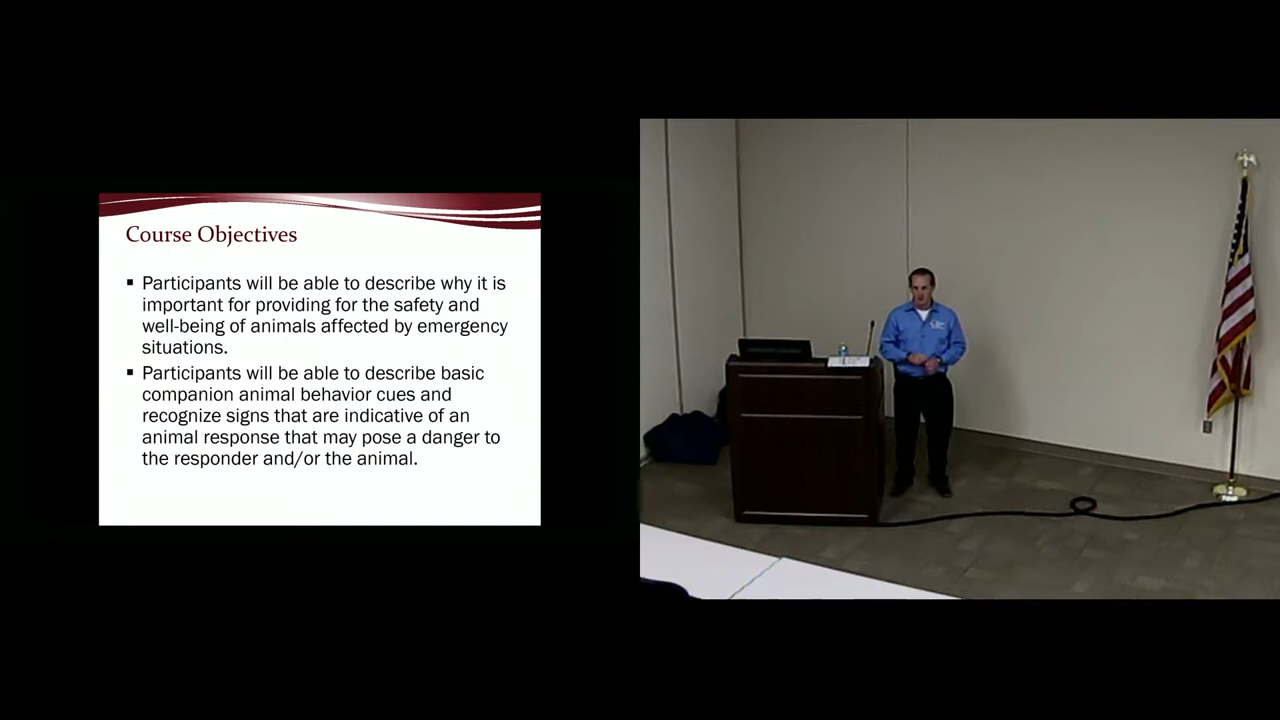 Course Objectives
▪ Participants will be able to describe why it is
important for providing for the safety and
well-being of animals affected by emergency
situations.
▪ Participants will be able to describe basic
companion animal behavior cues and
recognize signs that are indicative of an
animal response that may pose a danger to
the responder and/or the animal.